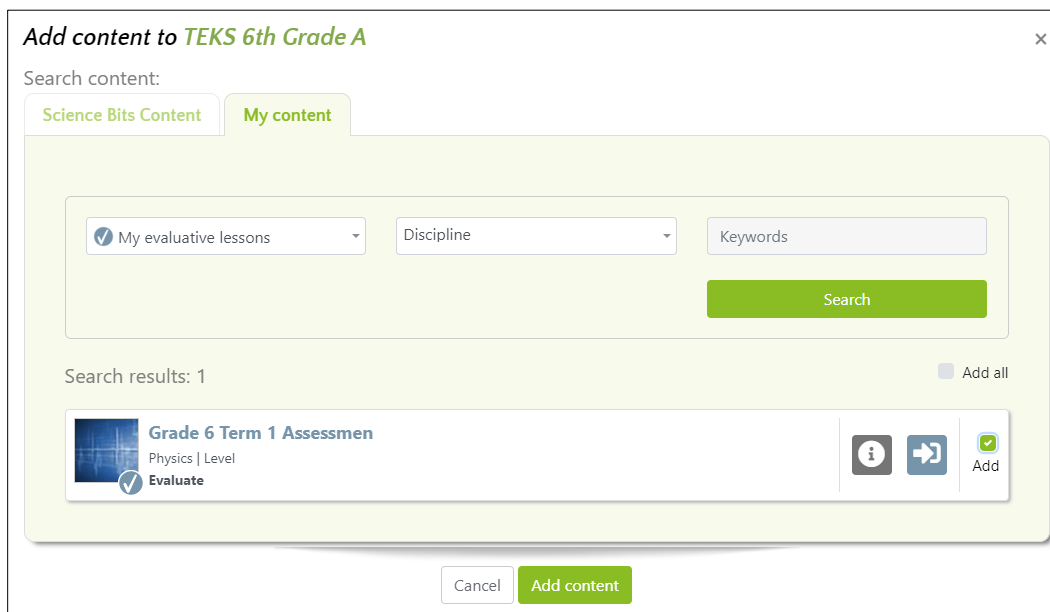 Add content to TEKS 6th Grade A
×
Search content:
Science Bits Content
My content
My evaluative lessons
Discipline
Keywords
Search
Search results: 1
Add all
Grade 6 Term 1 Assessmen
Physics | Level
Evaluate
Add
Cancel
Add content